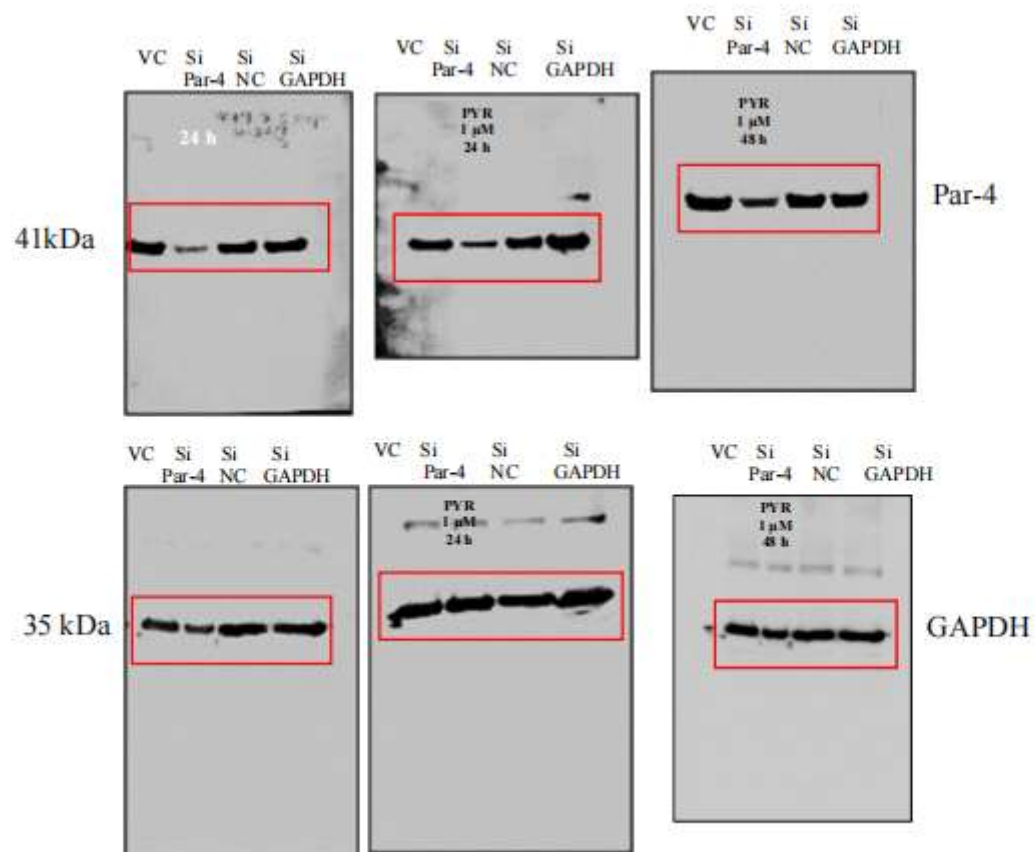 VC Si Si Si
Par-4 NC GAPDH
VC Si Si Si
Par-4 NC GAPDH
VC Si Si Si
Par-4 NC GAPDH
24 h
PYR
1 µM
24 h
PYR
1 µM
48 h
Par-4
41kDa
VC Si Si Si
Par-4 NC GAPDH
VC Si Si Si
Par-4 NC GAPDH
VC Si Si Si
Par-4 NC GAPDH
PYR
1 µM
24 h
PYR
1 µM
48 h
35 kDa
GAPDH